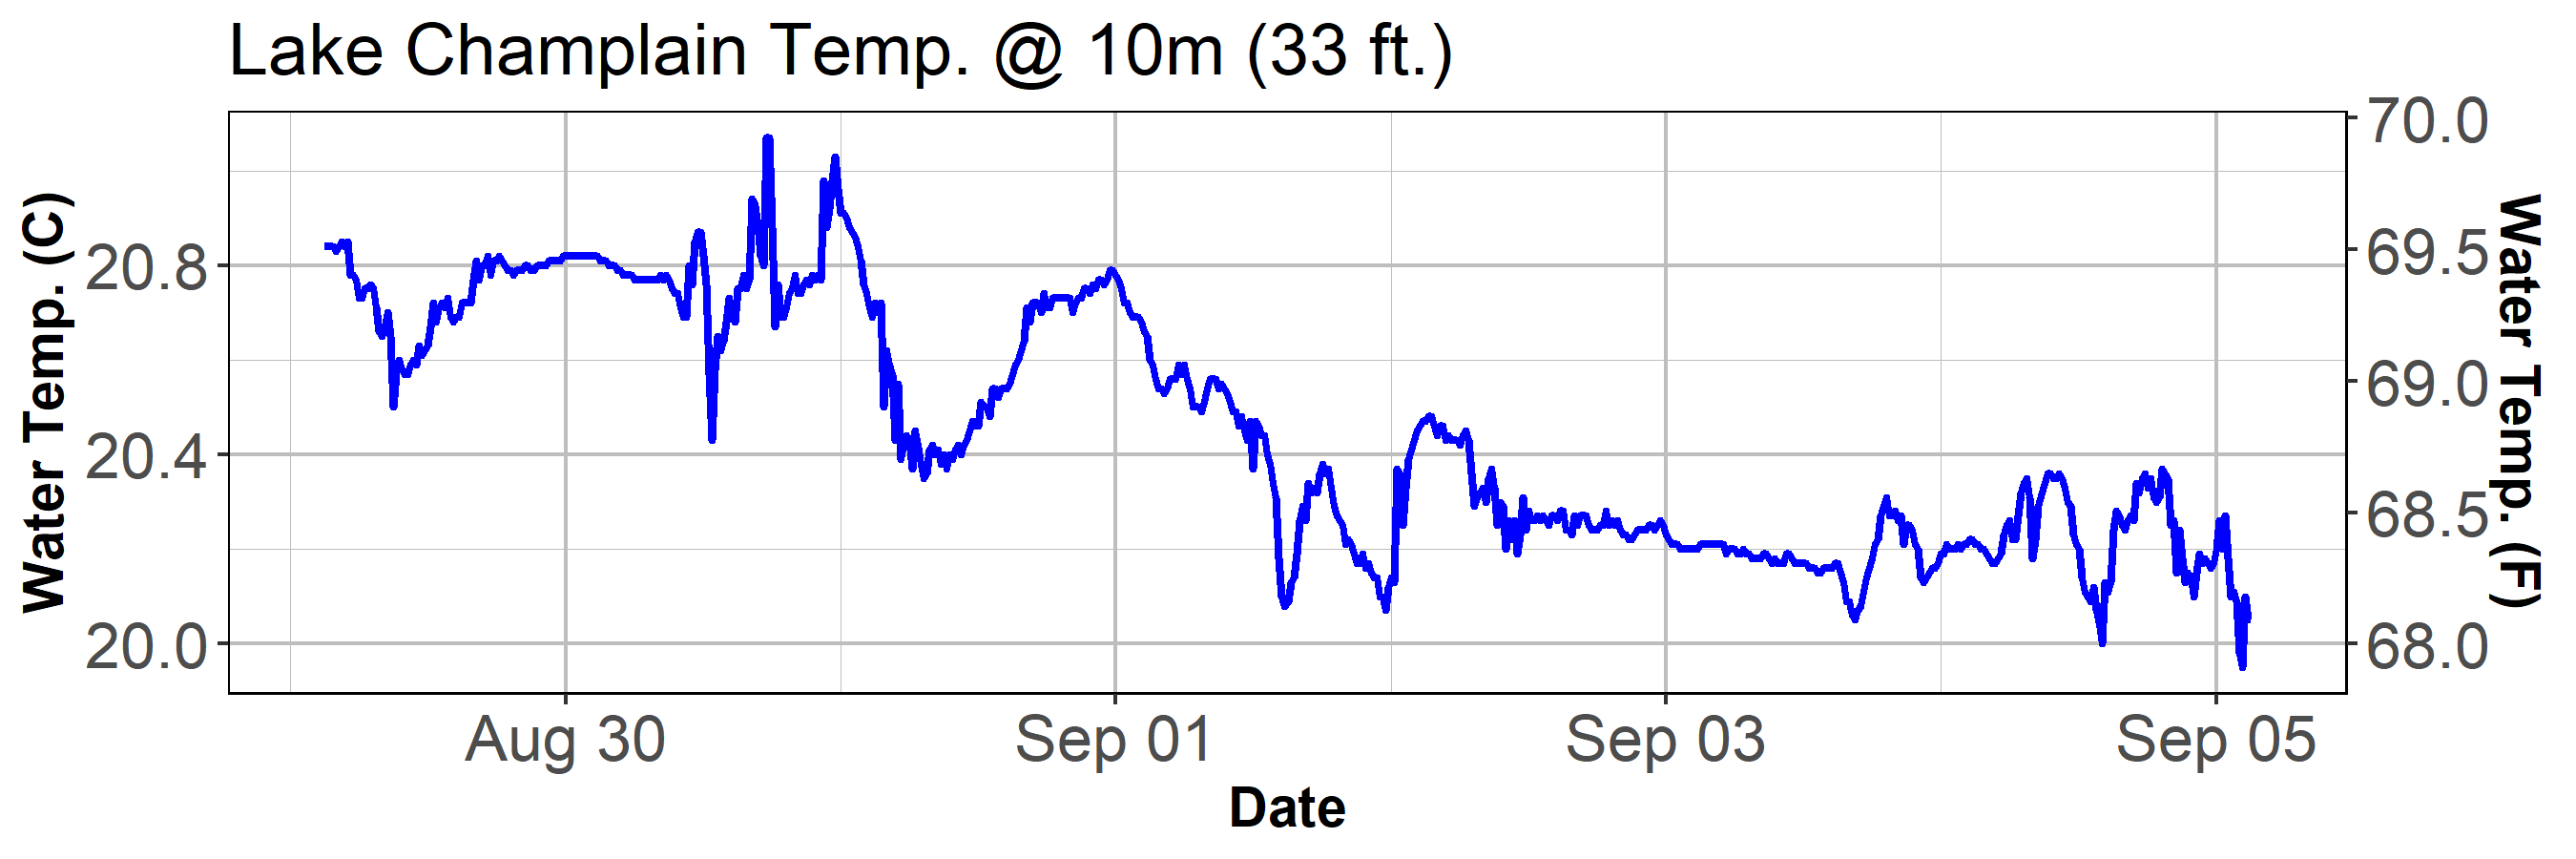 Lake Champlain Temp. @ 10m (33 ft.)
Water Temp. (C)
20.8
20.4
20.0
70.0
69.5
69.0
68.5
68.0
Water Temp. (F)
Aug 30
Sep 01
Sep 03
Sep 05
Date